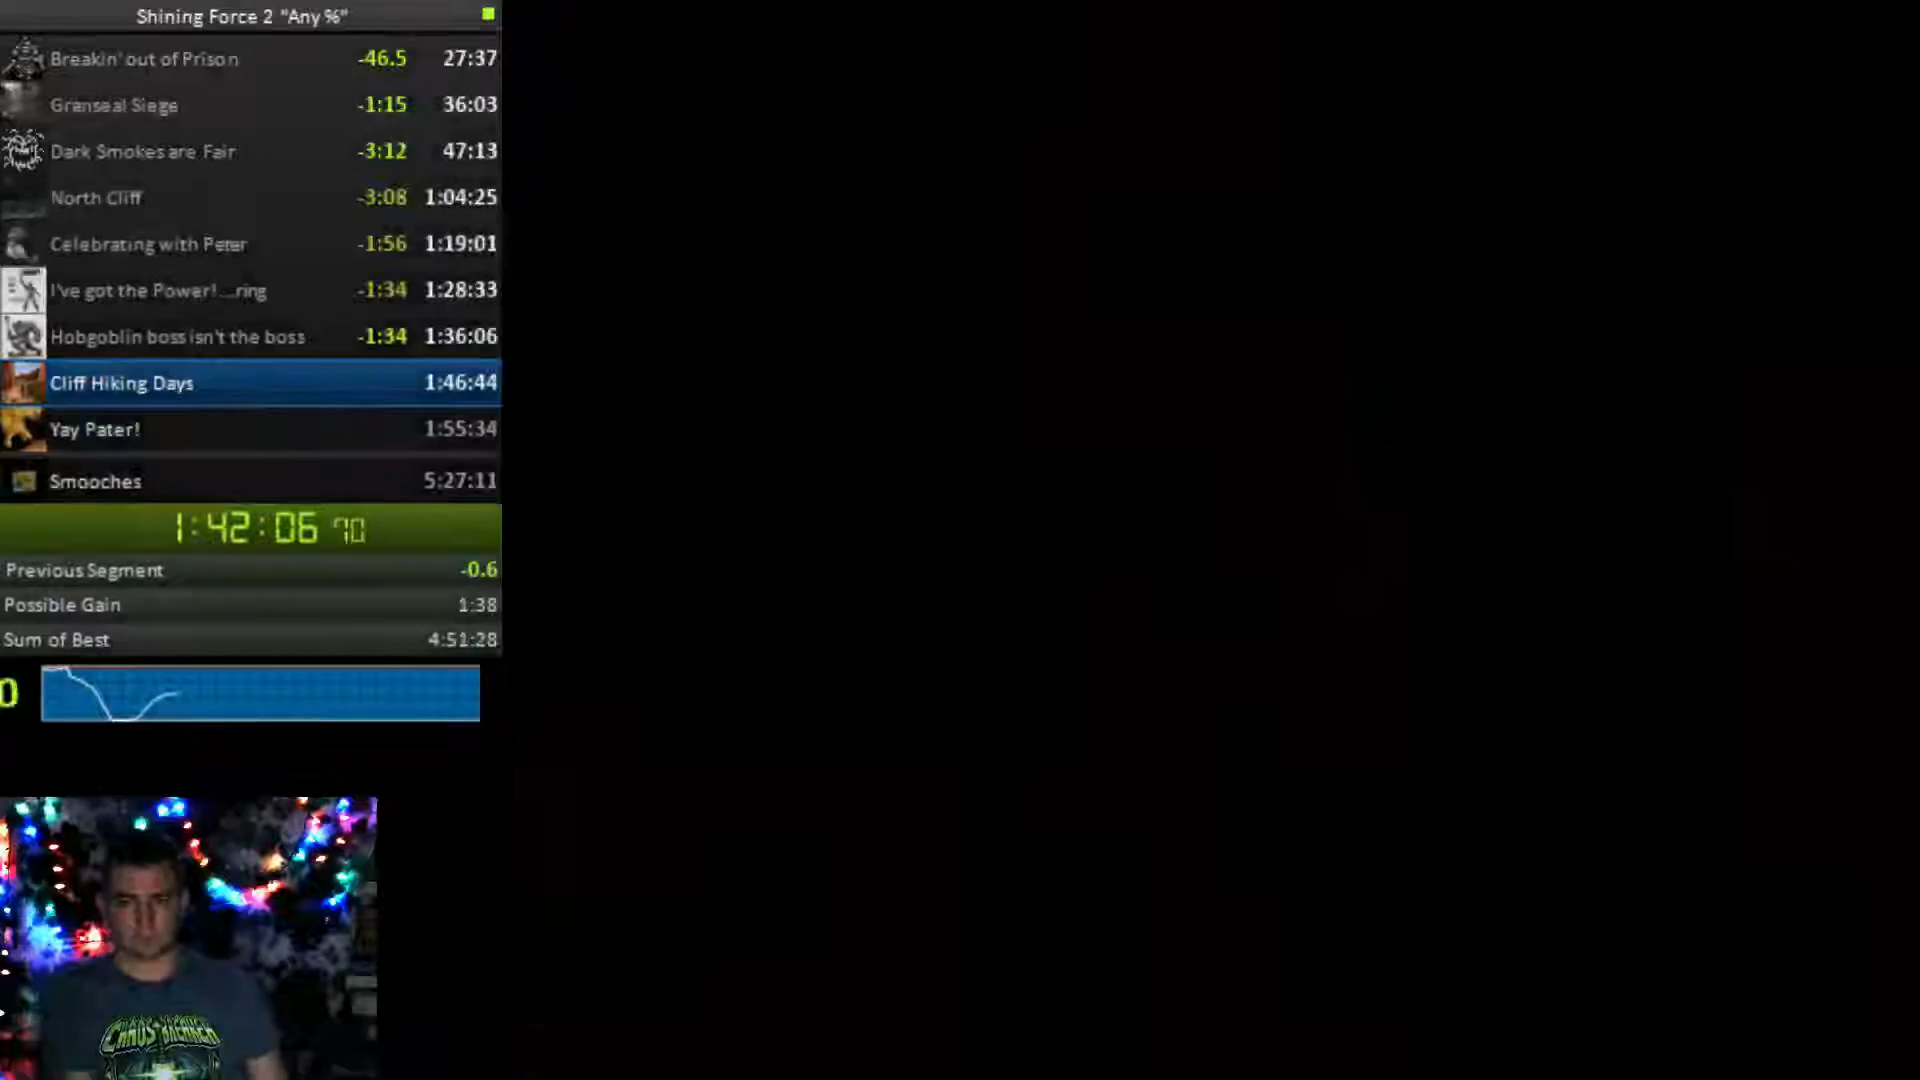 Shining Force 2 "Any %"
Breakin' out of Prison -46.5 27:37
Granseal Siege -1:15 36:03
Dark Smokes are Fair -3:12 47:13
North Cliff -3:08 1:04:25
Celebrating with Peter -1:56 1:19:01
I've got the Power! ...ring -1:34 1:28:33
Hobgoblin boss isn't the boss -1:34 1:36:06
Cliff Hiking Days 1:46:44
Yay Pater! 1:55:34
Smooches 5:27:11
1:42:06 70
Previous Segment -0.6
Possible Gain 1:38
Sum of Best 4:51:28
0
CHAOS BREAKER